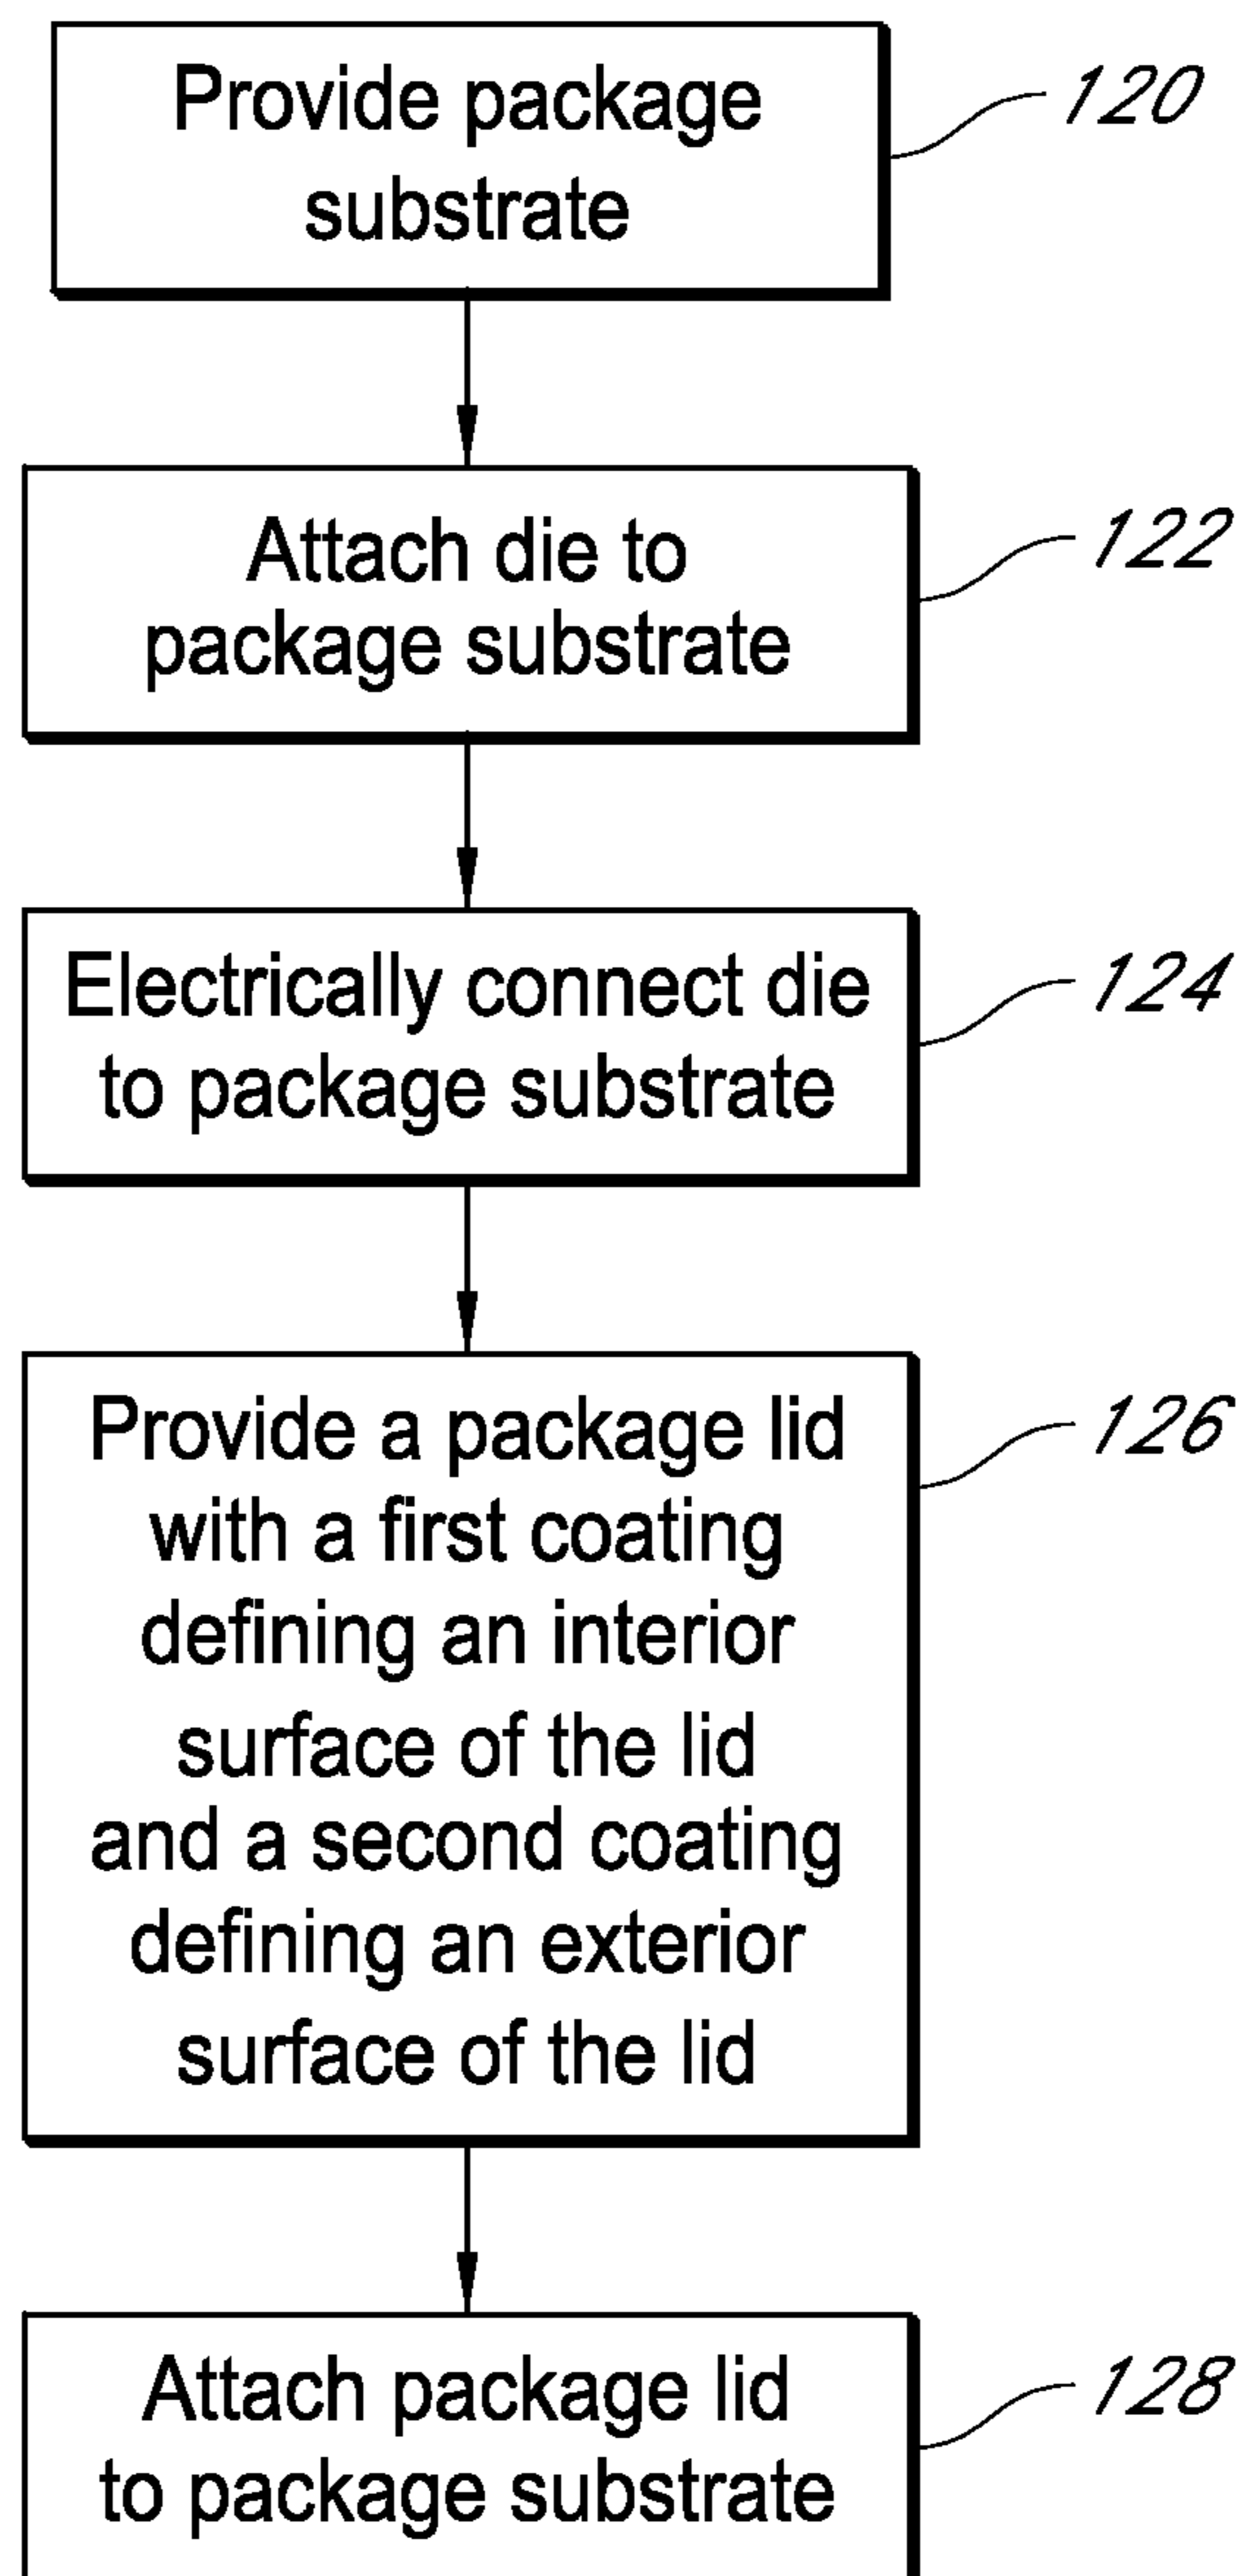 Provide package
substrate
120
Attach die to
package substrate
122
Electrically connect die
to package substrate
124
Provide a package lid
with a first coating
defining an interior
surface of the lid
and a second coating
defining an exterior
surface of the lid
126
Attach package lid
to package substrate
128